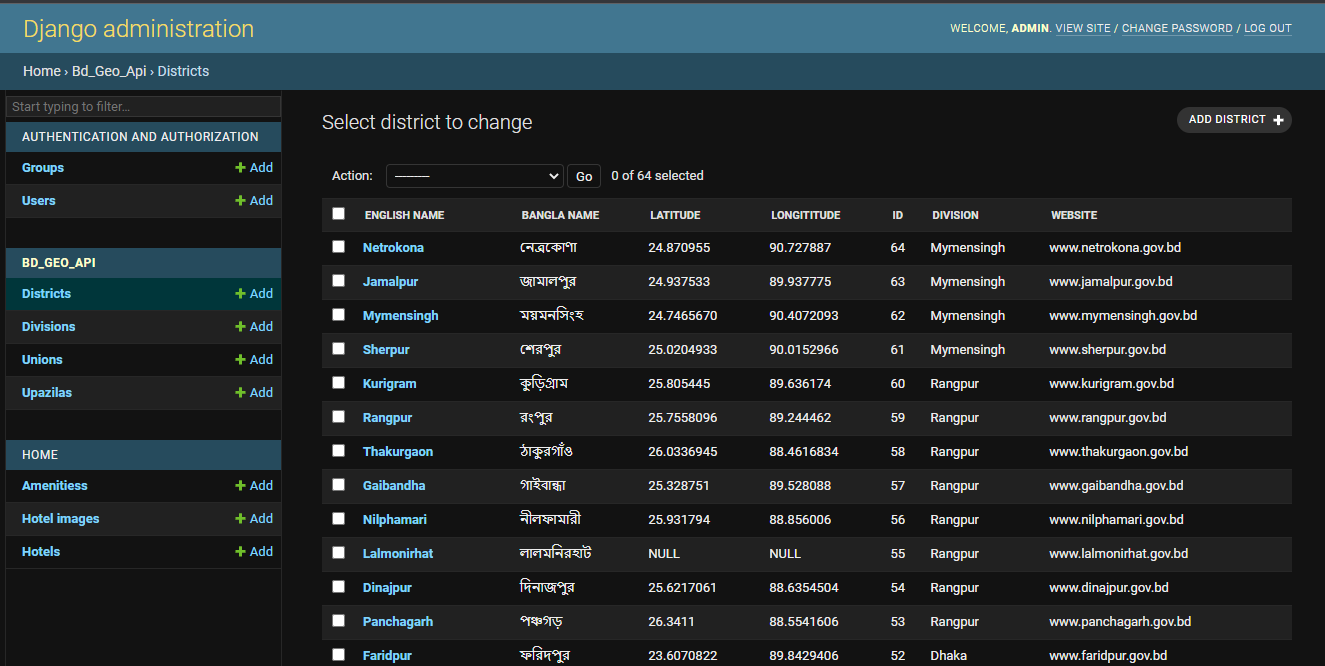 Django administration
WELCOME, ADMIN. VIEW SITE / CHANGE PASSWORD / LOG OUT
Home › Bd_Geo_Api › Districts
Start typing to filter...
AUTHENTICATION AND AUTHORIZATION
Groups + Add
Users + Add
BD_GEO_API
Districts + Add
Divisions + Add
Unions + Add
Upazilas + Add
HOME
Amenitiess + Add
Hotel images + Add
Hotels + Add
Select district to change
ADD DISTRICT +
Action: --------- Go 0 of 64 selected
ENGLISH NAME BANGLA NAME LATITUDE LONGITITUDE ID DIVISION WEBSITE
Netrokona নেত্রকোণা 24.870955 90.727887 64 Mymensingh www.netrokona.gov.bd
Jamalpur জামালপুর 24.937533 89.937775 63 Mymensingh www.jamalpur.gov.bd
Mymensingh ময়মনসিংহ 24.7465670 90.4072093 62 Mymensingh www.mymensingh.gov.bd
Sherpur শেরপুর 25.0204933 90.0152966 61 Mymensingh www.sherpur.gov.bd
Kurigram কুড়িগ্রাম 25.805445 89.636174 60 Rangpur www.kurigram.gov.bd
Rangpur রংপুর 25.7558096 89.244462 59 Rangpur www.rangpur.gov.bd
Thakurgaon ঠাকুরগাঁও 26.0336945 88.4616834 58 Rangpur www.thakurgaon.gov.bd
Gaibandha গাইবান্ধা 25.328751 89.528088 57 Rangpur www.gaibandha.gov.bd
Nilphamari নীলফামারী 25.931794 88.856006 56 Rangpur www.nilphamari.gov.bd
Lalmonirhat লালমনিরহাট NULL NULL 55 Rangpur www.lalmonirhat.gov.bd
Dinajpur দিনাজপুর 25.6217061 88.6354504 54 Rangpur www.dinajpur.gov.bd
Panchagarh পঞ্চগড় 26.3411 88.5541606 53 Rangpur www.panchagarh.gov.bd
Faridpur ফরিদপুর 23.6070822 89.8429406 52 Dhaka www.faridpur.gov.bd